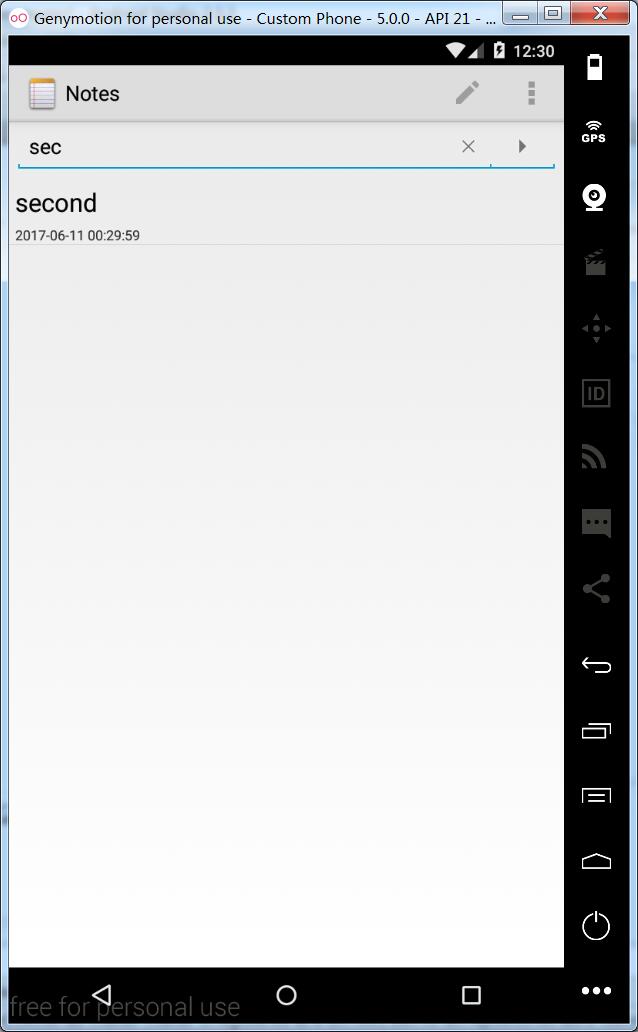 Genymotion for personal use - Custom Phone - 5.0.0 - API 21 - ...
12:30
Notes
GPS
sec
second
2017-06-11 00:29:59
ID
free for personal use